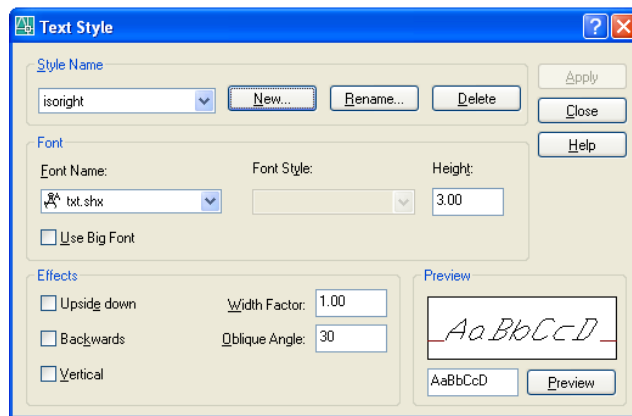 Text Style
Style Name
isoright New... Rename... Delete Apply
Close
Help
Font
Font Name: Font Style: Height:
txt.shx 3.00
Use Big Font
Effects
Upside down Width Factor: 1.00
Backwards Oblique Angle: 30
Vertical
Preview
AaBbCcD
AaBbCcD Preview